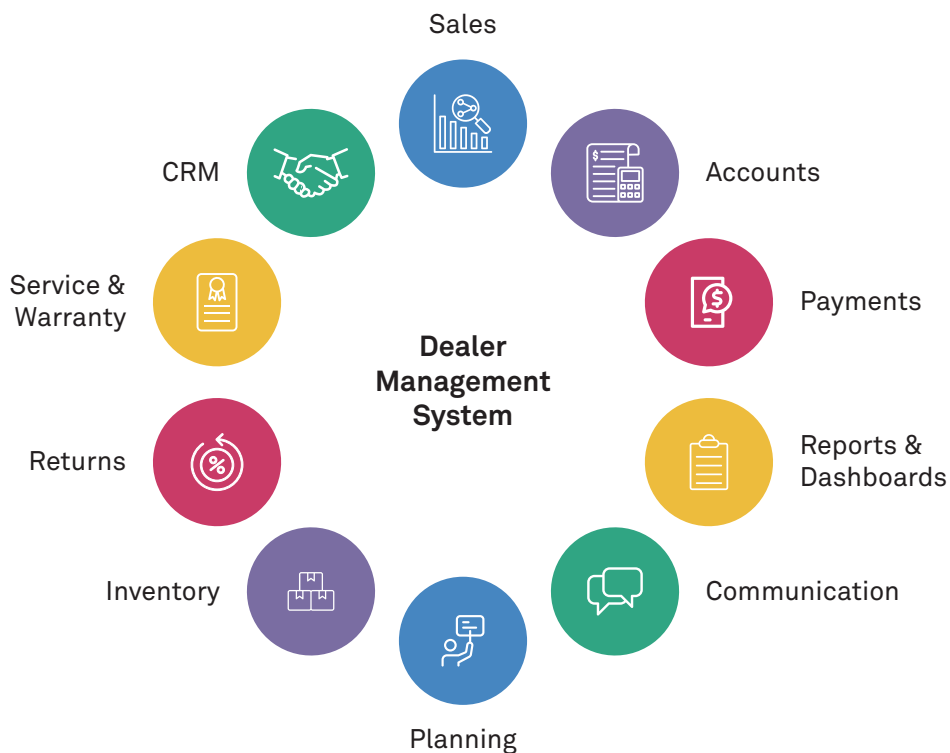 Sales
CRM
Accounts
Service &
Warranty
Payments
Dealer
Management
System
Returns
Reports &
Dashboards
Inventory
Communication
Planning
$
$
%